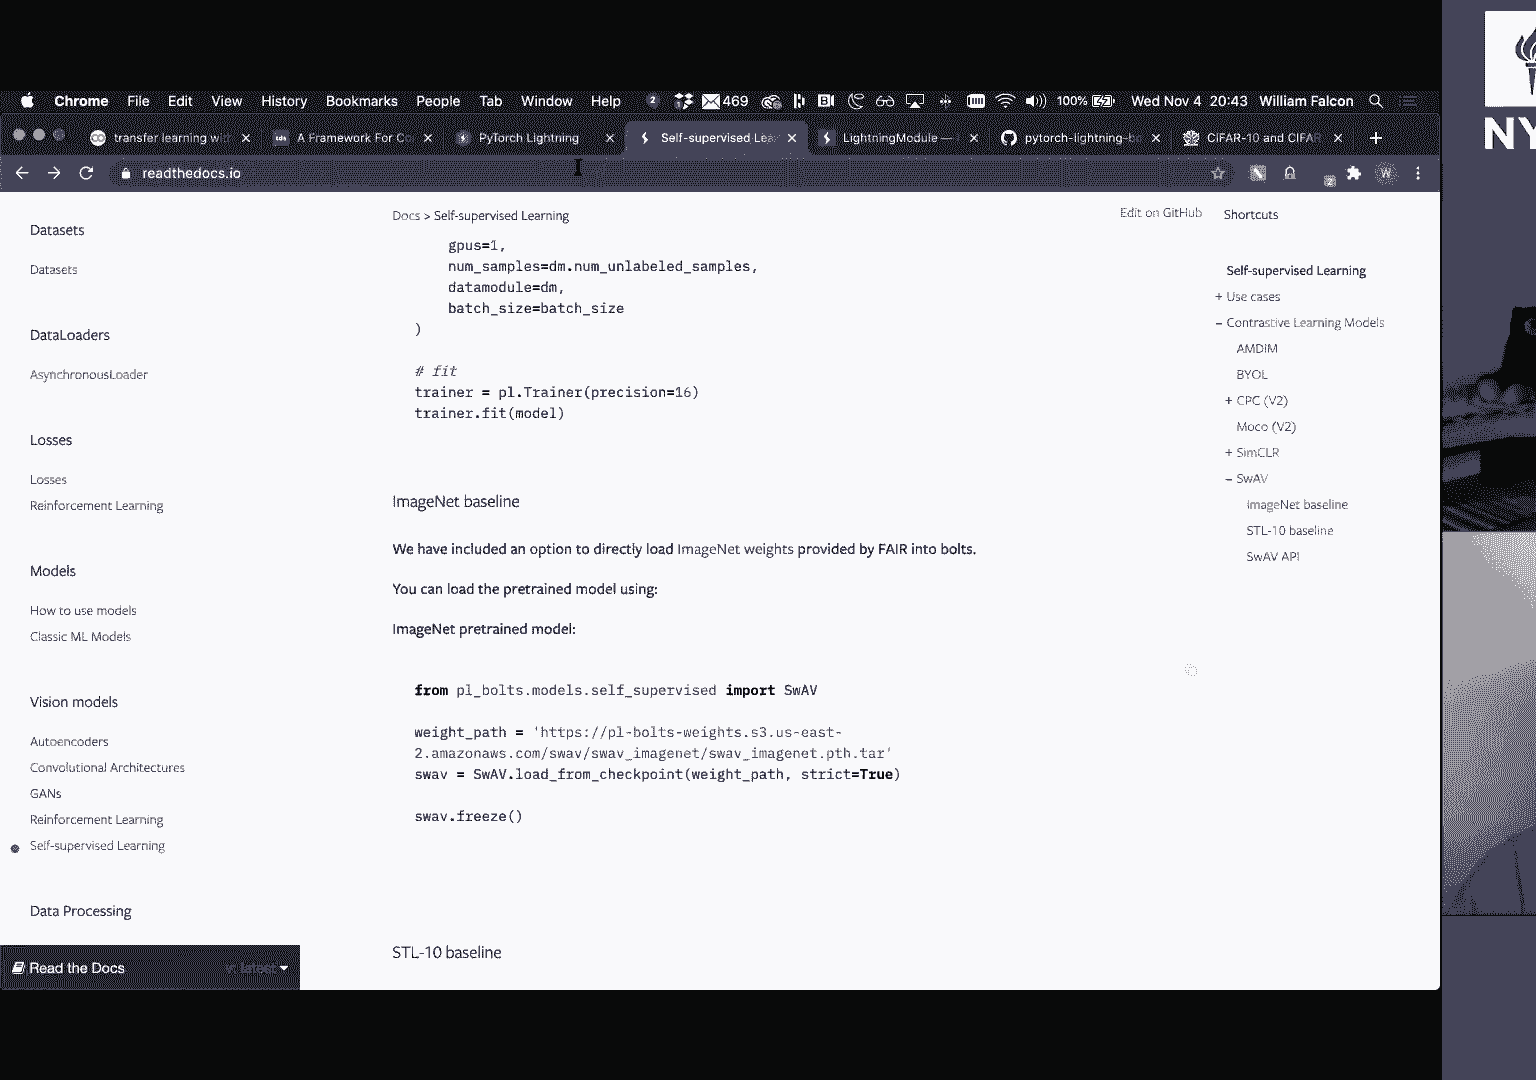 Chrome File Edit View History Bookmarks People Tab Window Help 2 469 100% Wed Nov 4 20:43 William Falcon
transfer learning wi
A Framework For Co
PyTorch Lightning
Self-supervised Lea
LightningModule —
pytorch-lightning-bo
CIFAR-10 and CIFAR
readthedocs.io
W
NY
Datasets
Datasets
DataLoaders
AsynchronousLoader
Losses
Losses
Reinforcement Learning
Models
How to use models
Classic ML Models
Vision models
Autoencoders
Convolutional Architectures
GANs
Reinforcement Learning
Self-supervised Learning
Data Processing
Read the Docs v: latest
Docs > Self-supervised Learning
Edit on GitHub
gpus=1,
num_samples=dm.num_unlabeled_samples,
datamodule=dm,
batch_size=batch_size
)
# fit
trainer = pl.Trainer(precision=16)
trainer.fit(model)
ImageNet baseline
We have included an option to directly load ImageNet weights provided by FAIR into bolts.
You can load the pretrained model using:
ImageNet pretrained model:
from pl_bolts.models.self_supervised import SwAV
weight_path = 'https://pl-bolts-weights.s3.us-east-
2.amazonaws.com/swav/swav_imagenet/swav_imagenet.pth.tar'
swav = SwAV.load_from_checkpoint(weight_path, strict=True)
swav.freeze()
STL-10 baseline
Shortcuts
Self-supervised Learning
+ Use cases
– Contrastive Learning Models
AMDIM
BYOL
+ CPC (V2)
Moco (V2)
+ SimCLR
– SwAV
ImageNet baseline
STL-10 baseline
SwAV API